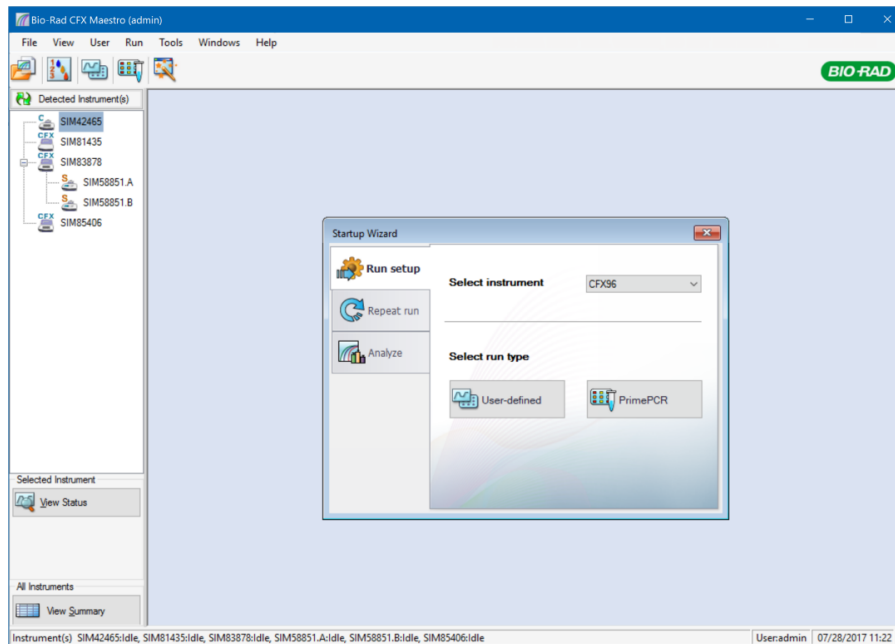 Bio-Rad CFX Maestro (admin)
File View User Run Tools Windows Help
BIO-RAD
Detected Instrument(s)
C SIM42465
CFX SIM81435
CFX SIM83878
S SIM58851.A
S SIM58851.B
CFX SIM85406
Startup Wizard
Run setup
Repeat run
Analyze
Select instrument CFX96
Select run type
User-defined PrimePCR
Selected Instrument
View Status
All Instruments
View Summary
Instrument(s) SIM42465:Idle, SIM81435:Idle, SIM83878:Idle, SIM58851.A:Idle, SIM58851.B:Idle, SIM85406:Idle User:admin 07/28/2017 11:22